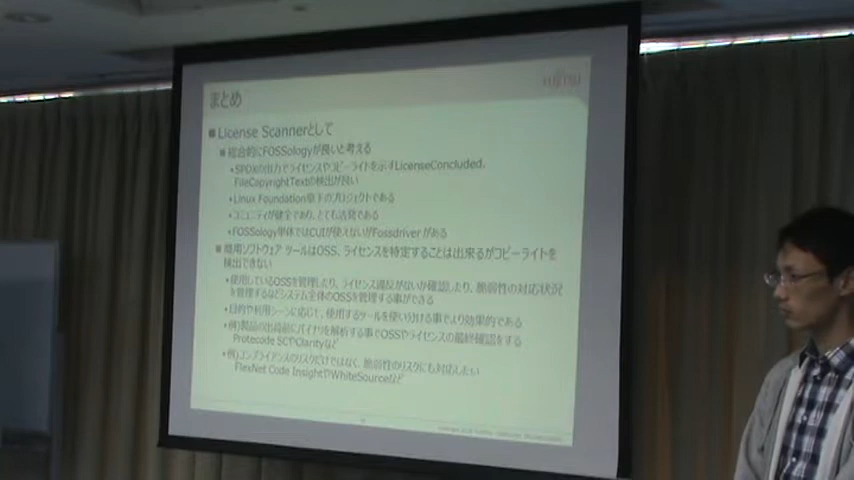 FUJITSU
まとめ
■License Scannerとして
■総合的にFOSSologyが良いと考える
•SPDXの出力でライセンスやコピーライトを示すLicenseConcluded,
FileCopyrightTextの検出が良い
•Linux Foundation傘下のプロジェクトである
•コミュニティが健全であり、とても活発である
•FOSSology単体ではCUIが使えないがFossdriverがある
■商用ソフトウェア ツールはOSS、ライセンスを特定することは出来るがコピーライトを
検出できない
•使用しているOSSを管理したり、ライセンス違反がないか確認したり、脆弱性の対応状況
を管理するなどシステム全体のOSSを管理する事ができる
•目的や利用シーンに応じて、使用するツールを使い分ける事でより効果的である
•例)製品の出荷前にバイナリを解析する事でOSSやライセンスの最終確認をする
Protecode SCやClarityなど
•例)コンプライアンスのリスクだけではなく、脆弱性のリスクにも対応したい
FlexNet Code InsightやWhiteSourceなど